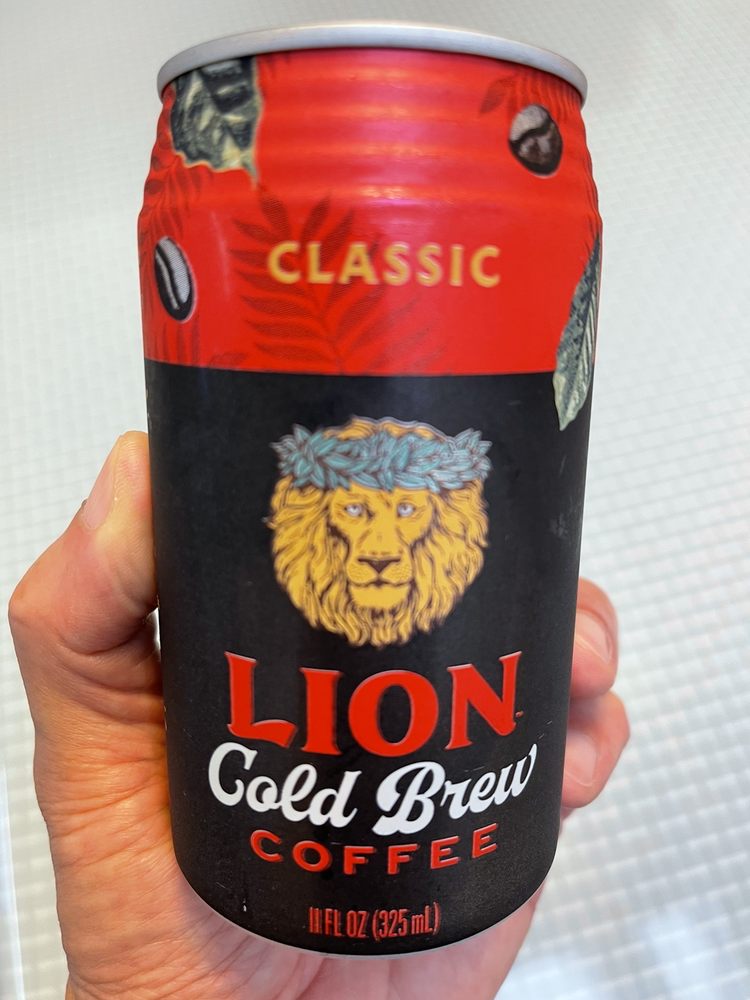 CLASSIC
LION
Cold Brew
COFFEE
11 FL OZ (325 mL)